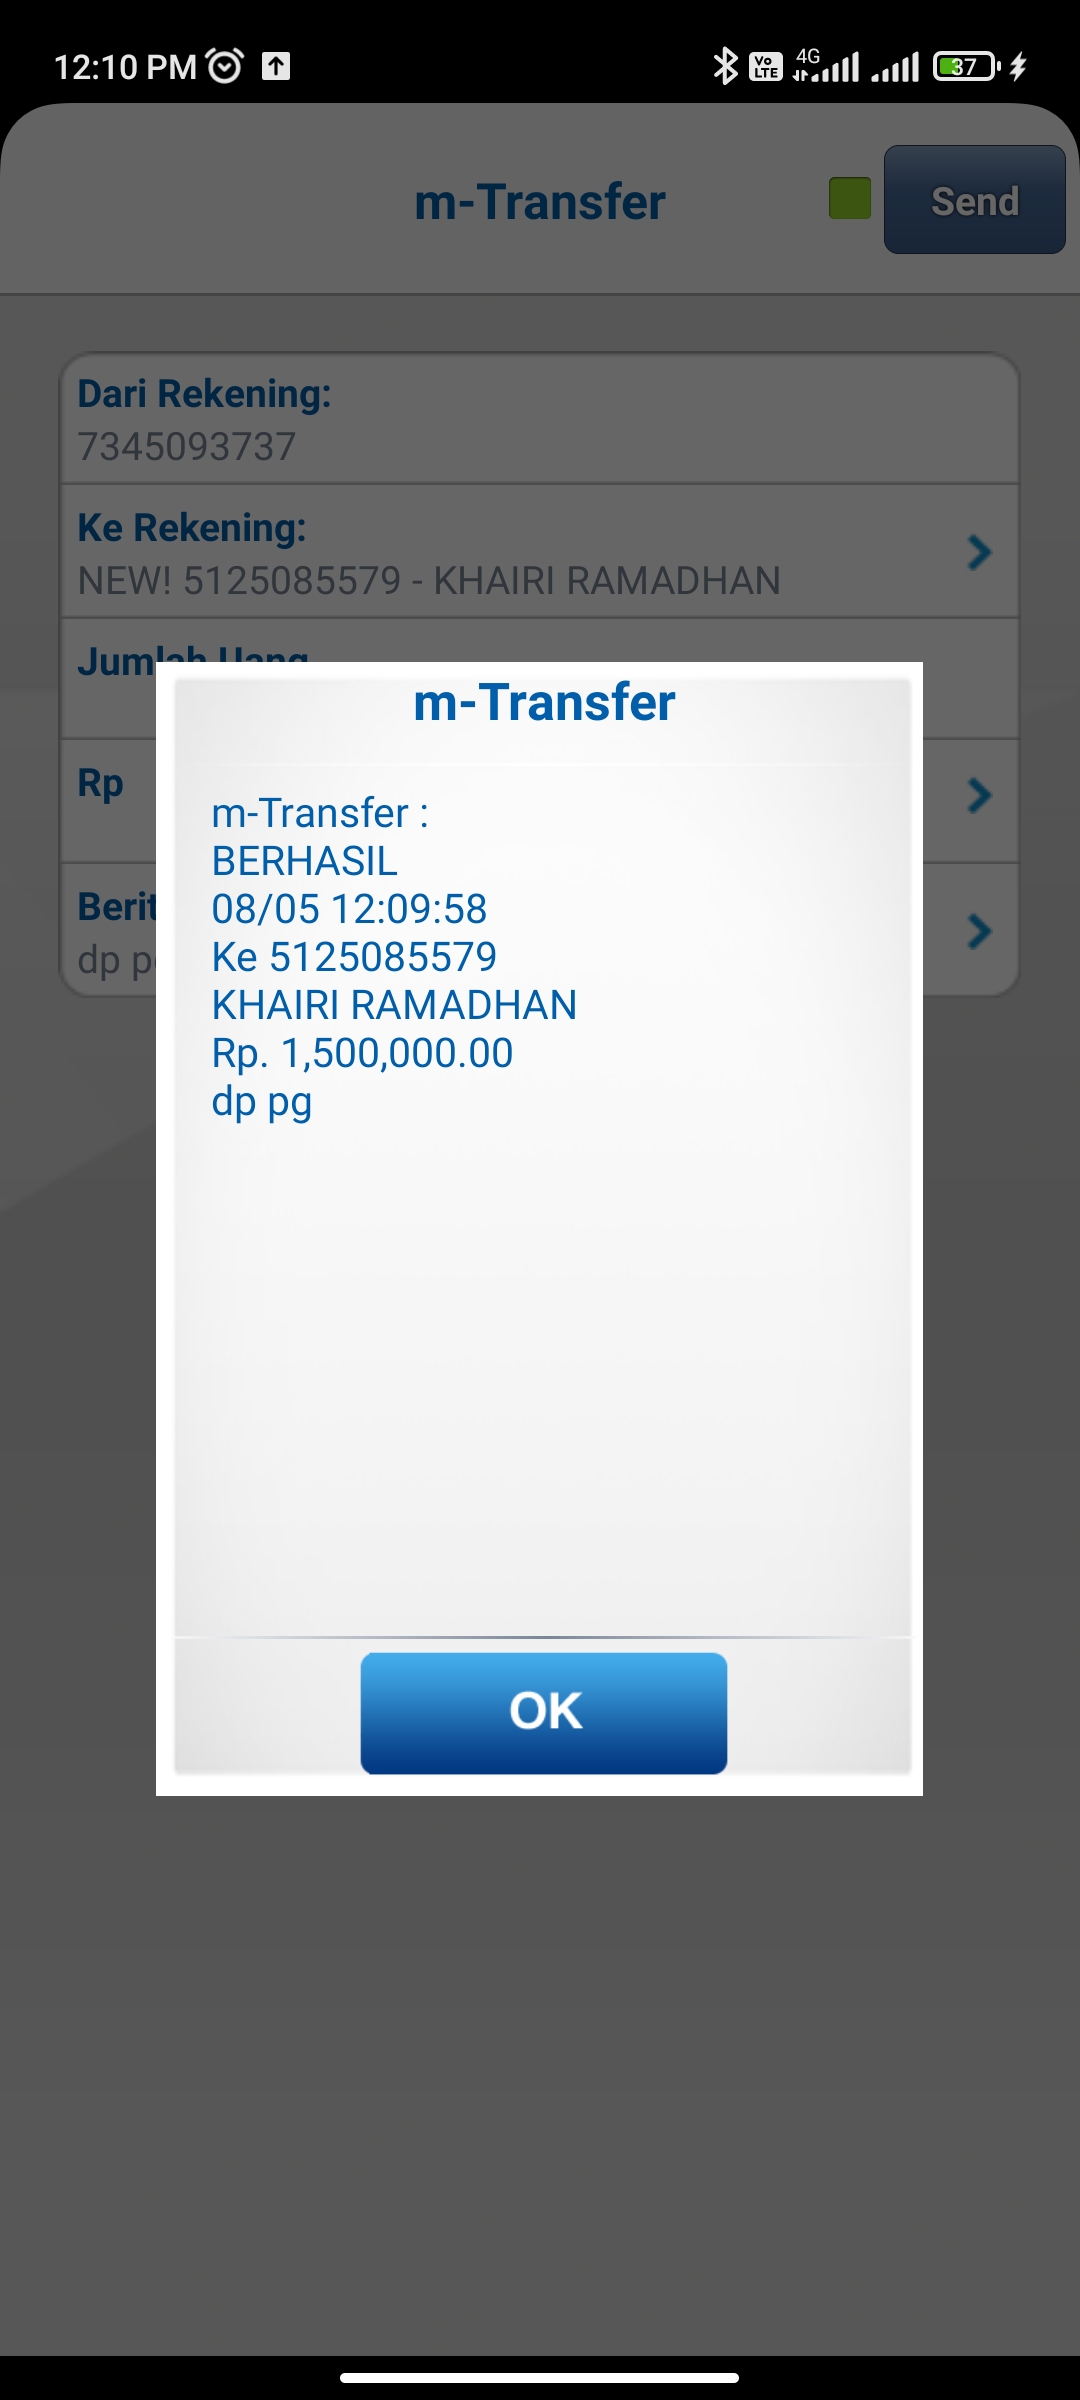 12:10 PM
Vo LTE 4G 37
m-Transfer
Send
Dari Rekening:
7345093737
Ke Rekening:
NEW! 5125085579 - KHAIRI RAMADHAN
Jumlah Uang
Rp
Berit
dp p
m-Transfer
m-Transfer :
BERHASIL
08/05 12:09:58
Ke 5125085579
KHAIRI RAMADHAN
Rp. 1,500,000.00
dp pg
OK